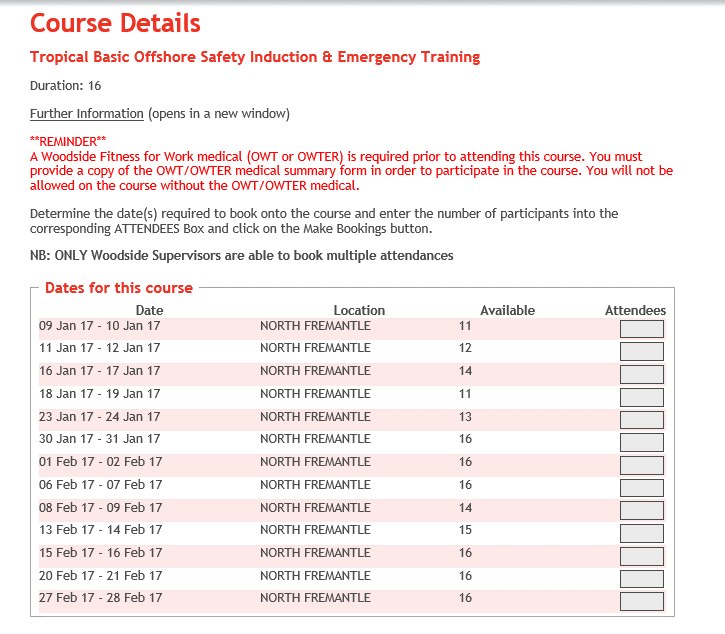 Course Details
Tropical Basic Offshore Safety Induction & Emergency Training
Duration: 16
Further Information (opens in a new window)
**REMINDER**
A Woodside Fitness for Work medical (OWT or OWTER) is required prior to attending this course. You must
provide a copy of the OWT/OWTER medical summary form in order to participate in the course. You will not be
allowed on the course without the OWT/OWTER medical.
Determine the date(s) required to book onto the course and enter the number of participants into the
corresponding ATTENDEES Box and click on the Make Bookings button.
NB: ONLY Woodside Supervisors are able to book multiple attendances
Dates for this course
Date Location Available Attendees
09 Jan 17 - 10 Jan 17 NORTH FREMANTLE 11
11 Jan 17 - 12 Jan 17 NORTH FREMANTLE 12
16 Jan 17 - 17 Jan 17 NORTH FREMANTLE 14
18 Jan 17 - 19 Jan 17 NORTH FREMANTLE 11
23 Jan 17 - 24 Jan 17 NORTH FREMANTLE 13
30 Jan 17 - 31 Jan 17 NORTH FREMANTLE 16
01 Feb 17 - 02 Feb 17 NORTH FREMANTLE 16
06 Feb 17 - 07 Feb 17 NORTH FREMANTLE 16
08 Feb 17 - 09 Feb 17 NORTH FREMANTLE 14
13 Feb 17 - 14 Feb 17 NORTH FREMANTLE 15
15 Feb 17 - 16 Feb 17 NORTH FREMANTLE 16
20 Feb 17 - 21 Feb 17 NORTH FREMANTLE 16
27 Feb 17 - 28 Feb 17 NORTH FREMANTLE 16